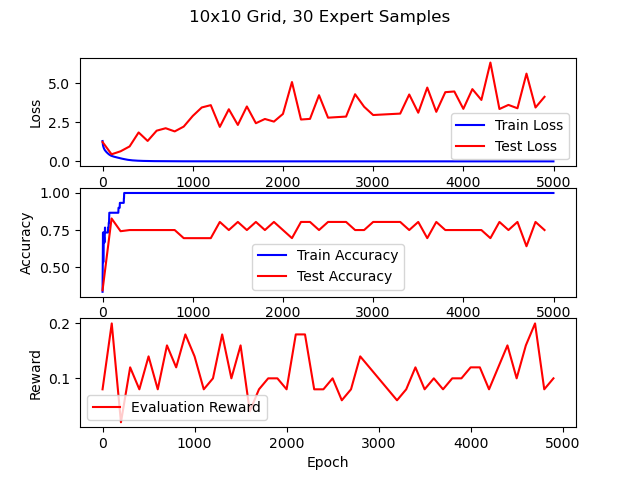 10x10 Grid, 30 Expert Samples
Loss
5.0
2.5
0.0
Train Loss
Test Loss
0 1000 2000 3000 4000 5000
Accuracy
1.00
0.75
0.50
Train Accuracy
Test Accuracy
0 1000 2000 3000 4000 5000
Reward
0.2
0.1
Evaluation Reward
0 1000 2000 3000 4000 5000
Epoch